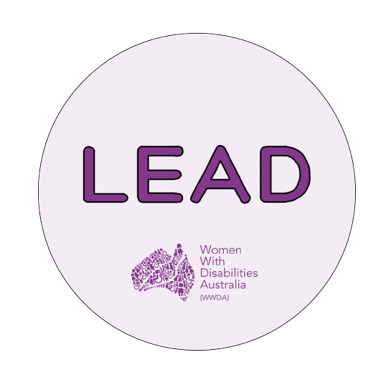 LEAD
Women
With
Disabilities
Australia
(WWDA)